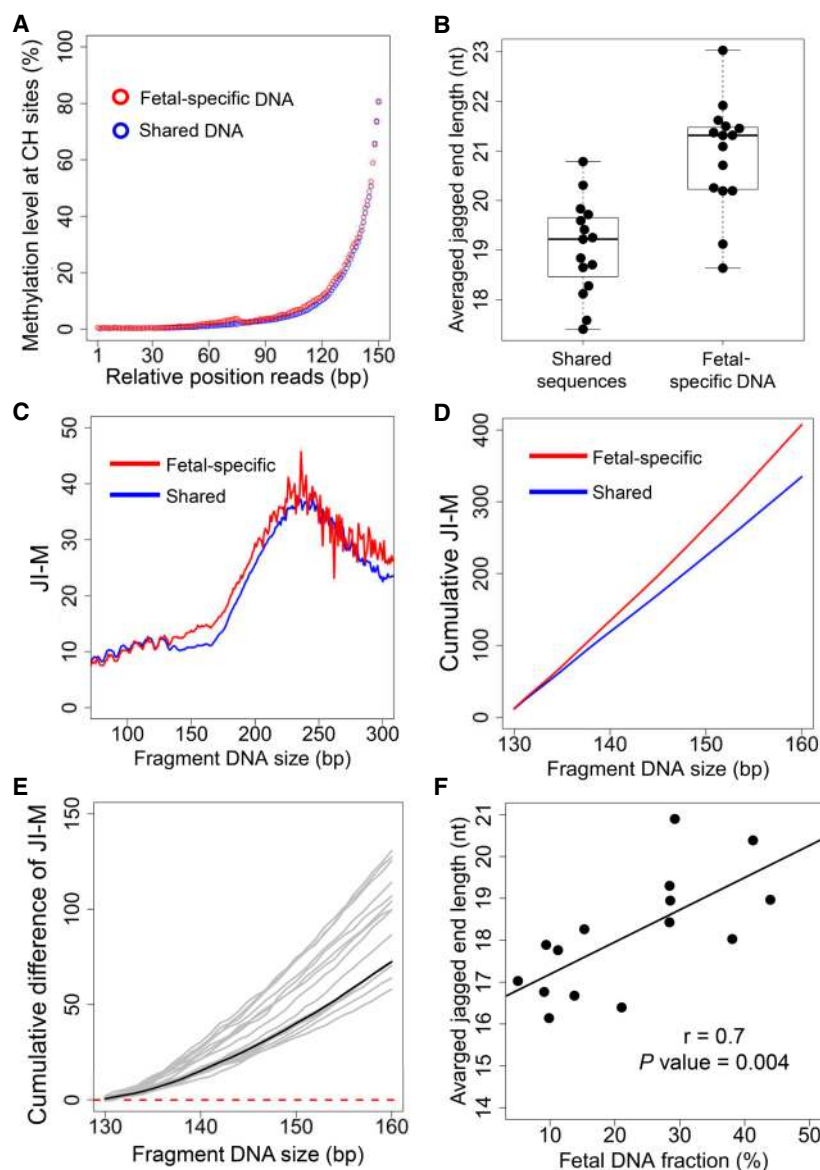 A
Methylation level at CH sites (%)
100
80
60
40
20
0
Fetal-specific DNA
Shared DNA
1
30
60
90
120
150
Relative position reads (bp)
B
Averaged jagged end length (nt)
23
22
21
20
19
18
Shared
sequences
Fetal-
specific DNA
C
JI-M
50
40
30
20
10
0
Fetal-specific
Shared
100
150
200
250
300
Fragment DNA size (bp)
D
Cumulative JI-M
400
300
200
100
0
Fetal-specific
Shared
130
140
150
160
Fragment DNA size (bp)
E
Cumulative difference of JI-M
150
100
50
0
130
140
150
160
Fragment DNA size (bp)
F
Avarged jagged end length (nt)
21
20
19
18
17
16
15
14
r = 0.7
P value = 0.004
10
20
30
40
50
Fetal DNA fraction (%)